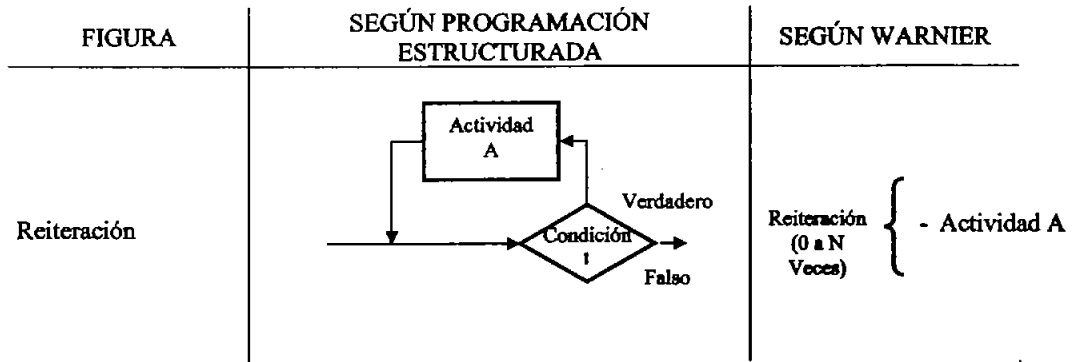 FIGURA
SEGÚN PROGRAMACIÓN
ESTRUCTURADA
SEGÚN WARNIER
Reiteración
Actividad
A
Verdadero
Condición
1
Falso
Reiteración
(0 a N
Veces)
- Actividad A